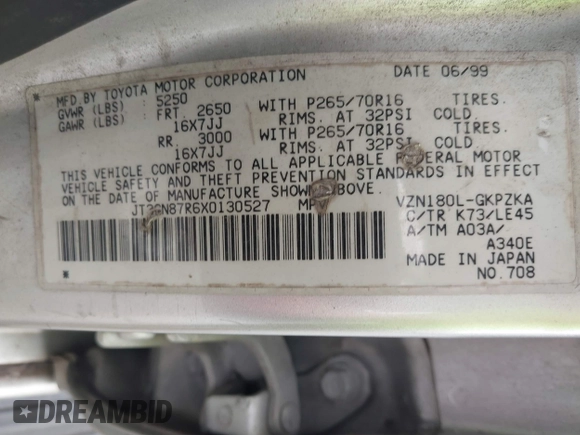 MFD. BY TOYOTA MOTOR CORPORATION DATE 06/99
GVWR (LBS) : 5250
GAWR (LBS) : FRT. 2650 WITH P265/70R16 TIRES.
16X7JJ RIMS. AT 32PSI COLD.
RR. 3000 WITH P265/70R16 TIRES.
16X7JJ RIMS. AT 32PSI COLD.
THIS VEHICLE CONFORMS TO ALL APPLICABLE FEDERAL MOTOR
VEHICLE SAFETY AND THEFT PREVENTION STANDARDS IN EFFECT
ON THE DATE OF MANUFACTURE SHOWN ABOVE.
VZN180L-GKPZKA
C/TR K73/LE45
A/TM A03A/
A340E
MADE IN JAPAN
NO.708
DREAMBID